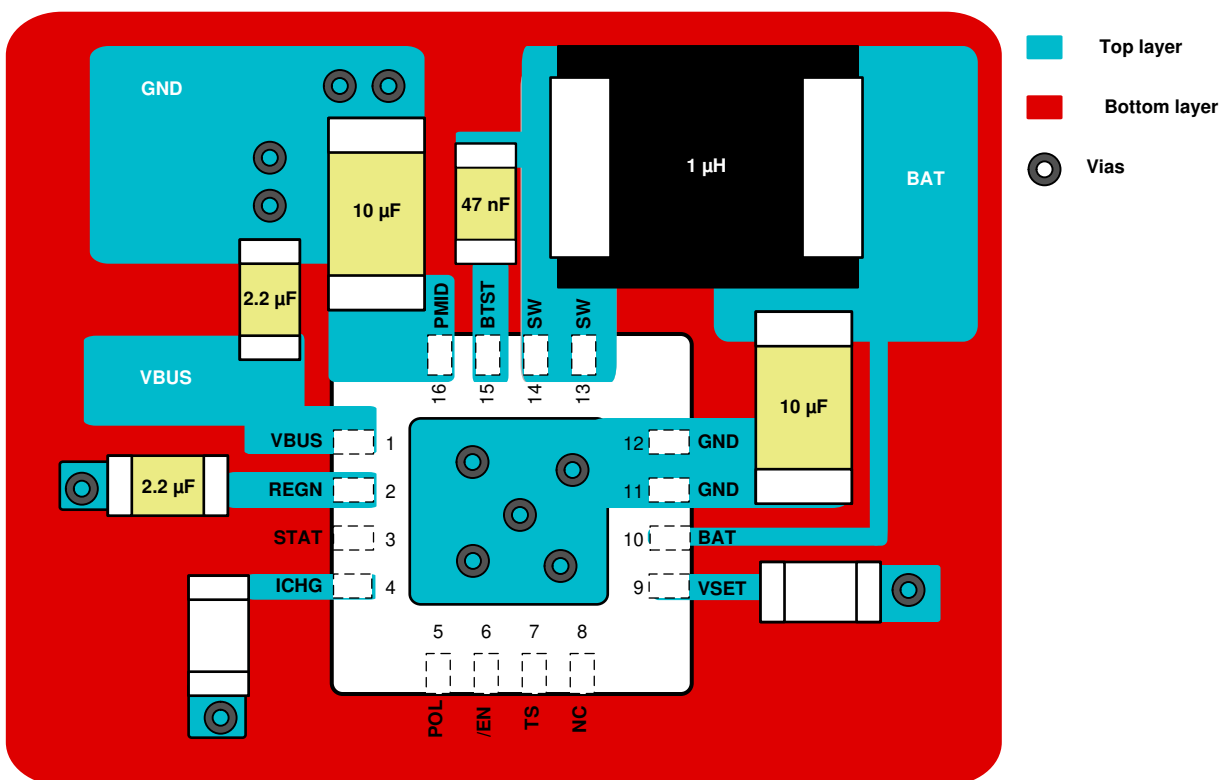 Top layer
Bottom layer
Vias
GND
10 µF
47 nF
1 µH
BAT
2.2 µF
VBUS
PMID
BTST
SW
SW
16
15
14
13
10 µF
VBUS
1
12
GND
2.2 µF
REGN
2
11
GND
STAT
3
10
BAT
ICHG
4
9
VSET
5
6
7
8
POL
/EN
TS
NC